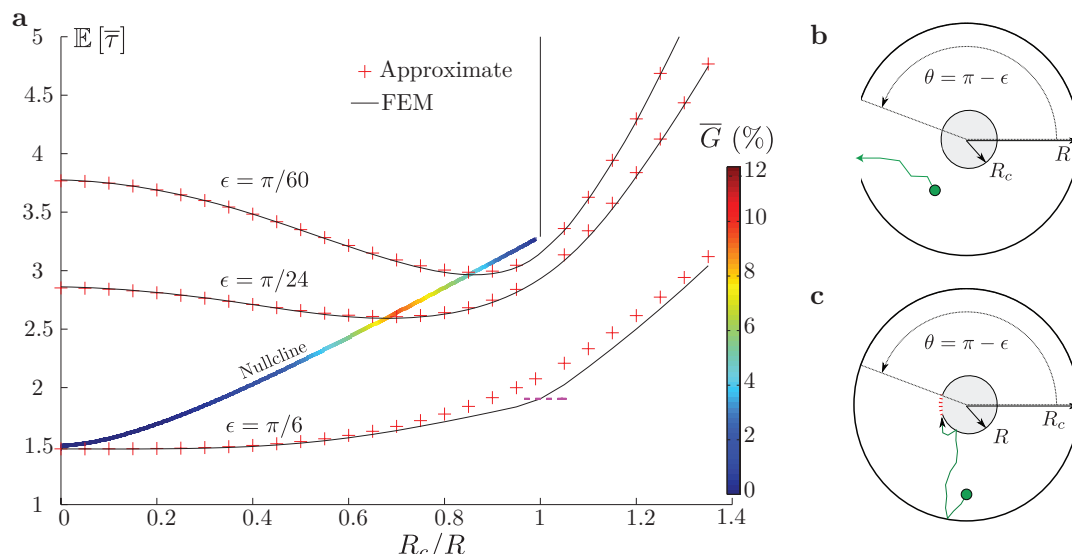 a
𝔼 [τ̄]
5
4.5
4
3.5
3
2.5
2
1.5
1
+ Approximate
— FEM
ϵ = π/60
ϵ = π/24
ϵ = π/6
Nullcline
G̅ (%)
12
10
8
6
4
2
0
0 0.2 0.4 0.6 0.8 1 1.2 1.4
R_c/R
b
θ = π − ϵ
R
R_c
c
θ = π − ϵ
R_c
R